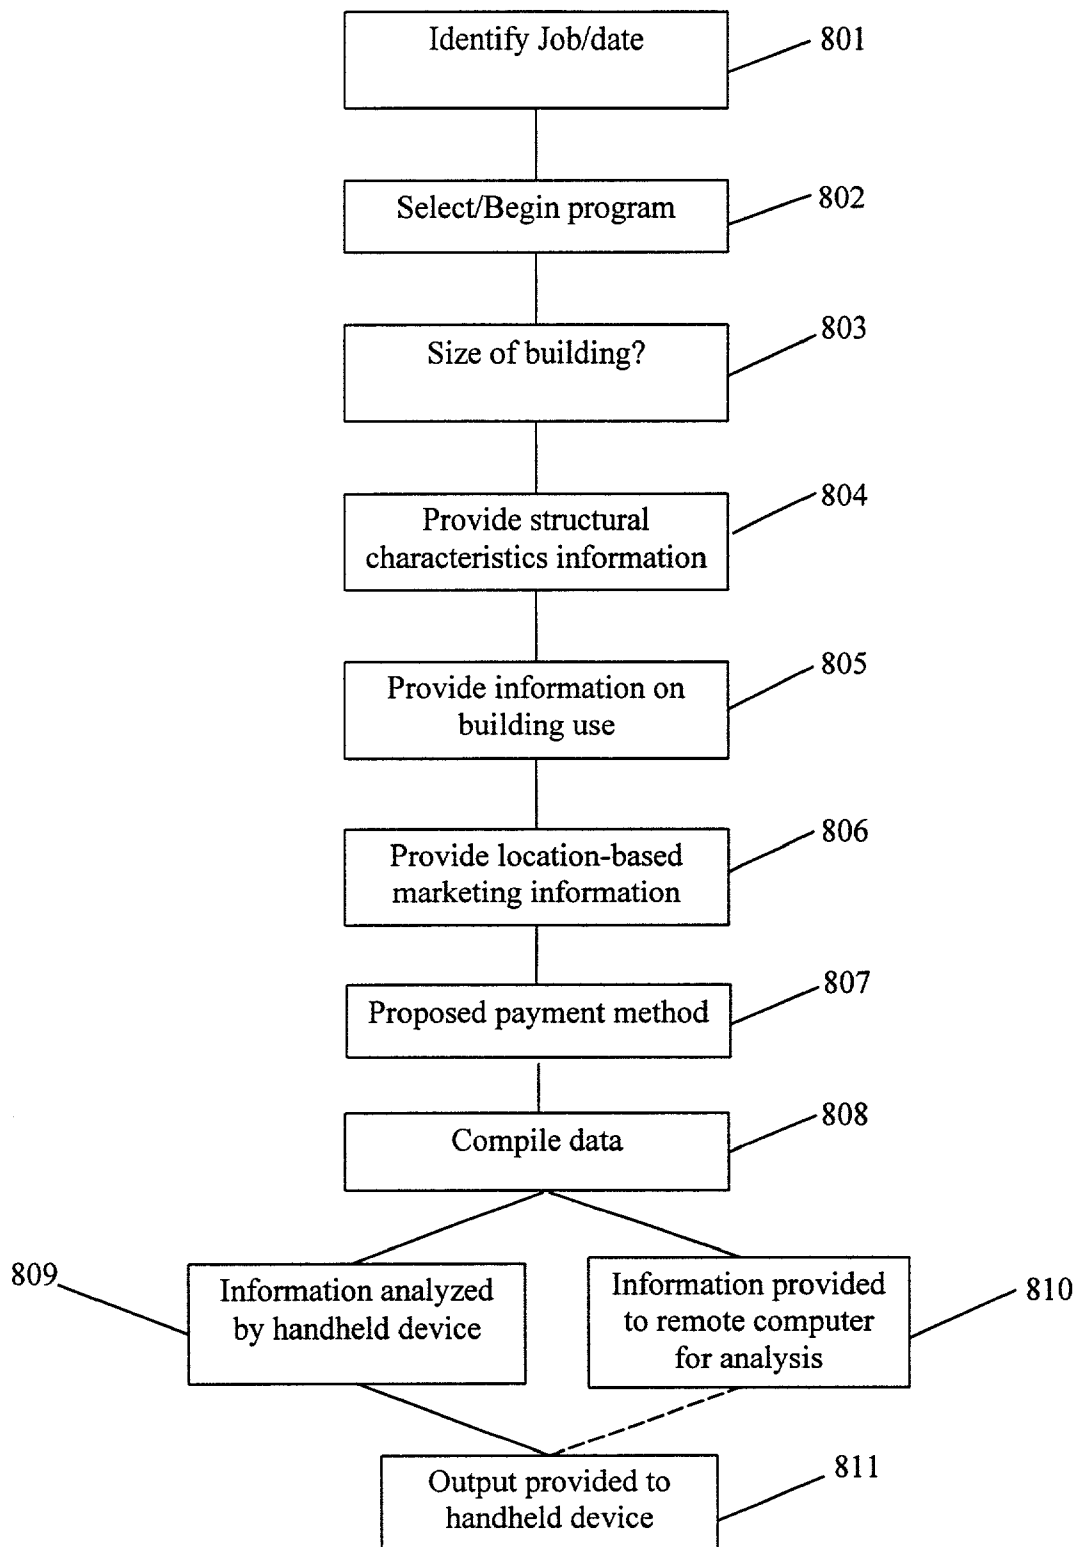 Identify Job/date
801
Select/Begin program
802
Size of building?
803
Provide structural
characteristics information
804
Provide information on
building use
805
Provide location-based
marketing information
806
Proposed payment method
807
Compile data
808
809
Information analyzed
by handheld device
Information provided
to remote computer
for analysis
810
Output provided to
handheld device
811